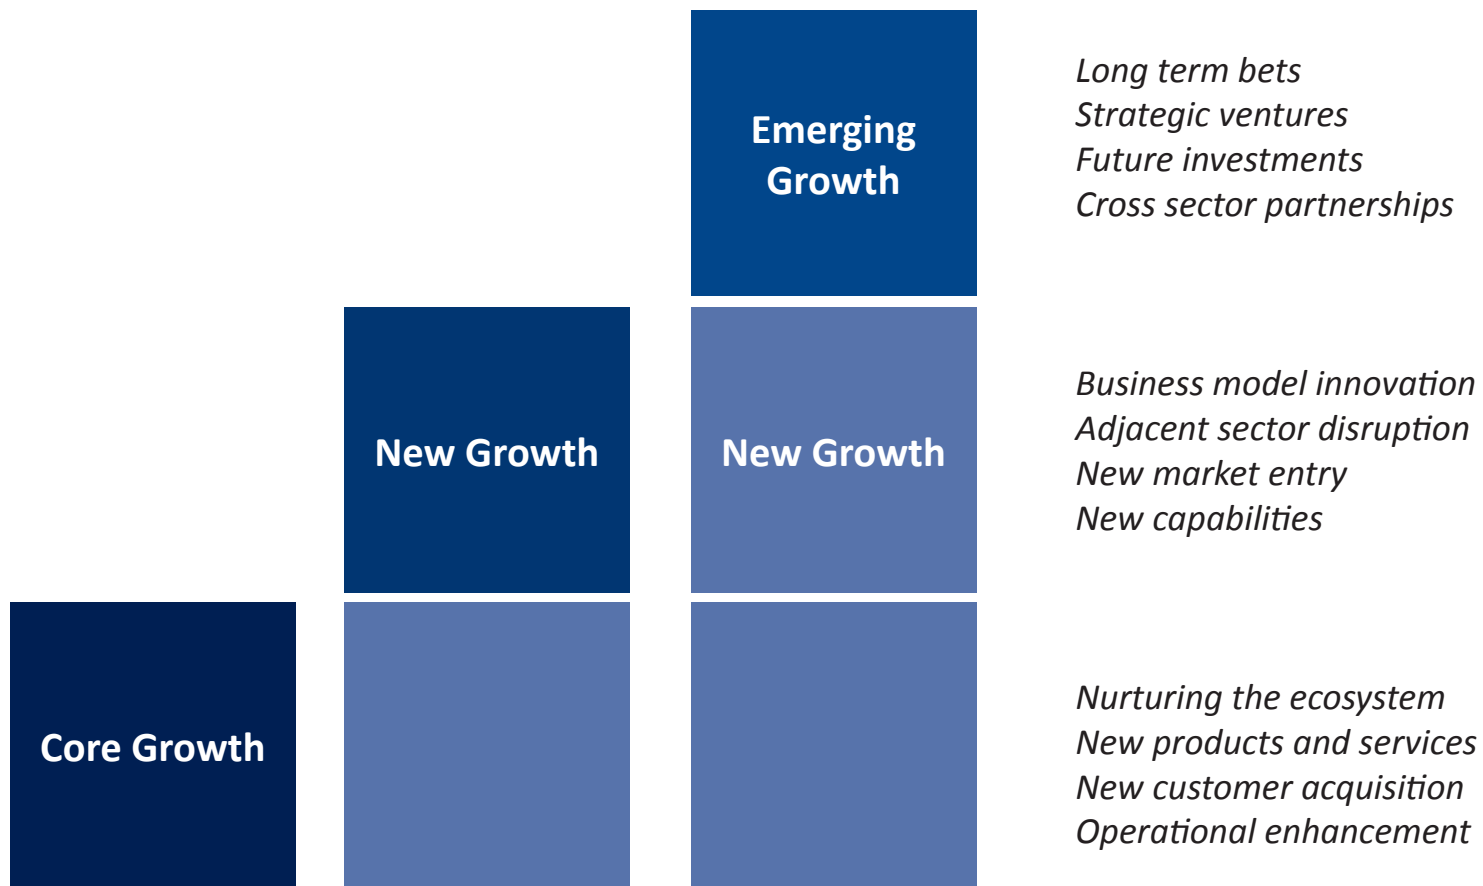 Emerging
Growth
Long term bets
Strategic ventures
Future investments
Cross sector partnerships
New Growth
New Growth
Business model innovation
Adjacent sector disruption
New market entry
New capabilities
Core Growth
Nurturing the ecosystem
New products and services
New customer acquisition
Operational enhancement